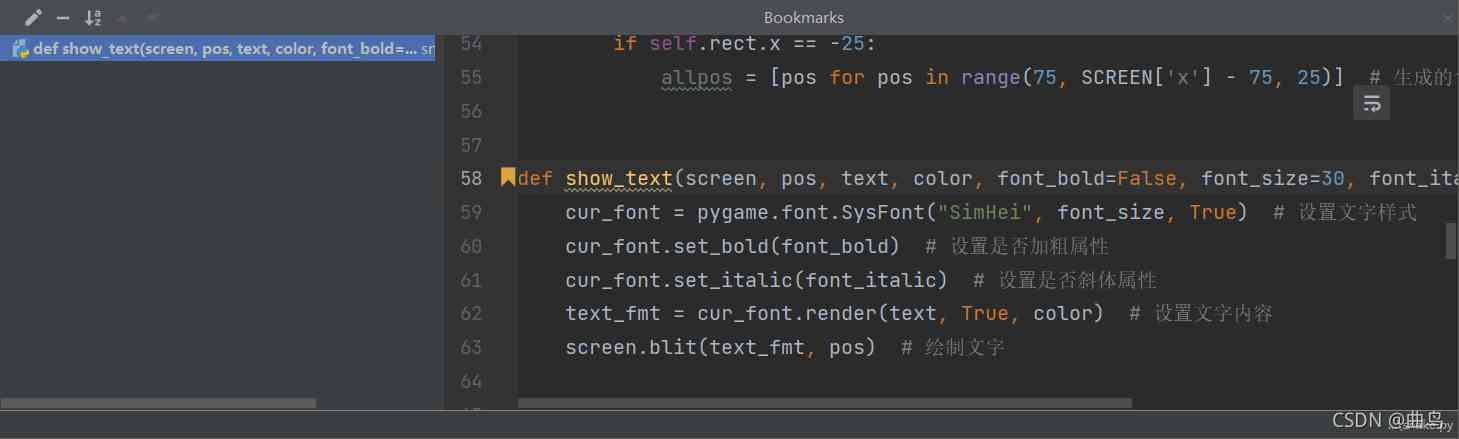 Bookmarks
def show_text(screen, pos, text, color, font_bold=... sn
54 if self.rect.x == -25:
55 allpos = [pos for pos in range(75, SCREEN['x'] - 75, 25)] # 生成的
56
57
58 def show_text(screen, pos, text, color, font_bold=False, font_size=30, font_ita
59 cur_font = pygame.font.SysFont("SimHei", font_size, True) # 设置文字样式
60 cur_font.set_bold(font_bold) # 设置是否加粗属性
61 cur_font.set_italic(font_italic) # 设置是否斜体属性
62 text_fmt = cur_font.render(text, True, color) # 设置文字内容
63 screen.blit(text_fmt, pos) # 绘制文字
64
CSDN @曲鸟